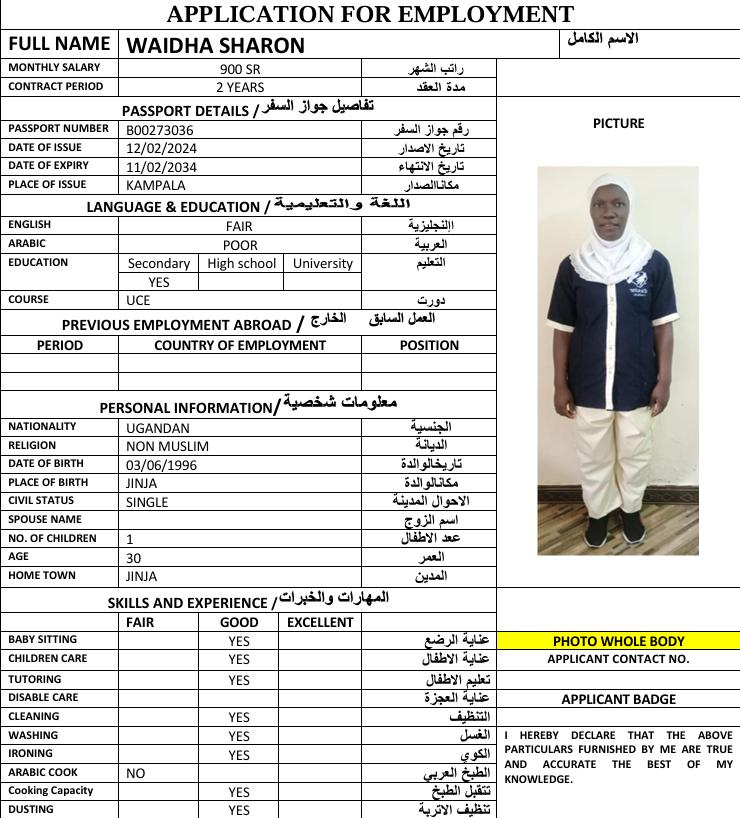 APPLICATION FOR EMPLOYMENT
FULL NAME WAIDHA SHARON الاسم الكامل
MONTHLY SALARY 900 SR راتب الشهر
CONTRACT PERIOD 2 YEARS مدة العقد
PASSPORT DETAILS / تفاصيل جواز السفر
PICTURE
PASSPORT NUMBER B00273036 رقم جواز السفر
DATE OF ISSUE 12/02/2024 تاريخ الاصدار
DATE OF EXPIRY 11/02/2034 تاريخ الانتهاء
PLACE OF ISSUE KAMPALA مكاناالصدار
LANGUAGE & EDUCATION / اللغة والتعليمية
ENGLISH FAIR اإلنجليزية
ARABIC POOR العربية
EDUCATION Secondary High school University التعليم
YES
COURSE UCE دورت
PREVIOUS EMPLOYMENT ABROAD / العمل السابق الخارج
PERIOD COUNTRY OF EMPLOYMENT POSITION
PERSONAL INFORMATION/ معلومات شخصية
NATIONALITY UGANDAN الجنسية
RELIGION NON MUSLIM الديانة
DATE OF BIRTH 03/06/1996 تاريخالوالدة
PLACE OF BIRTH JINJA مكانالوالدة
CIVIL STATUS SINGLE الاحوال المدينة
SPOUSE NAME اسم الزوج
NO. OF CHILDREN 1 عدد الاطفال
AGE 30 العمر
HOME TOWN JINJA المدين
SKILLS AND EXPERIENCE / المهارات والخبرات
FAIR GOOD EXCELLENT
BABY SITTING YES عناية الرضع
PHOTO WHOLE BODY
CHILDREN CARE YES عناية الاطفال
APPLICANT CONTACT NO.
TUTORING YES تعليم الاطفال
DISABLE CARE عناية العجزة
APPLICANT BADGE
CLEANING YES التنظيف
WASHING YES الغسل
IRONING YES الكوي
ARABIC COOK NO الطبخ العربي
Cooking Capacity YES تتقبل الطبخ
DUSTING YES تنظيف الاتربة
I HEREBY DECLARE THAT THE ABOVE
PARTICULARS FURNISHED BY ME ARE TRUE
AND ACCURATE THE BEST OF MY
KNOWLEDGE.